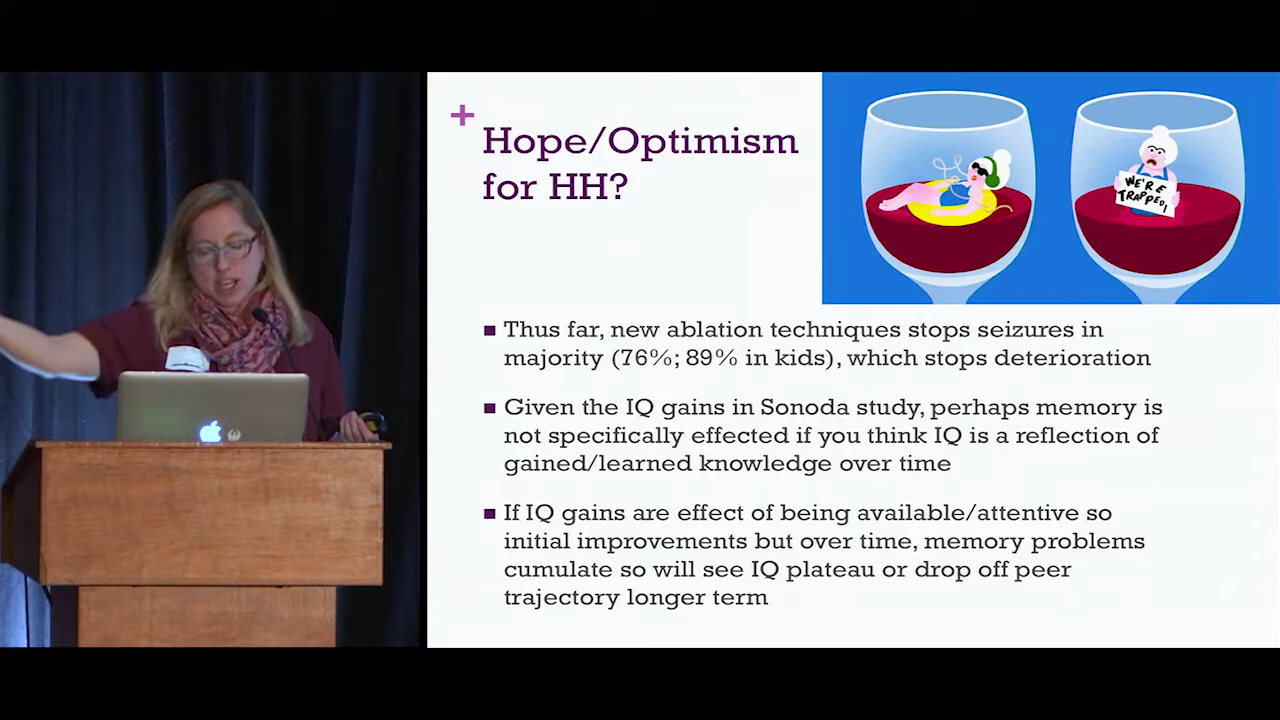 +
Hope/Optimism
for HH?
WE'RE
TRAPPED!
■ Thus far, new ablation techniques stops seizures in
majority (76%; 89% in kids), which stops deterioration
■ Given the IQ gains in Sonoda study, perhaps memory is
not specifically effected if you think IQ is a reflection of
gained/learned knowledge over time
■ If IQ gains are effect of being available/attentive so
initial improvements but over time, memory problems
cumulate so will see IQ plateau or drop off peer
trajectory longer term